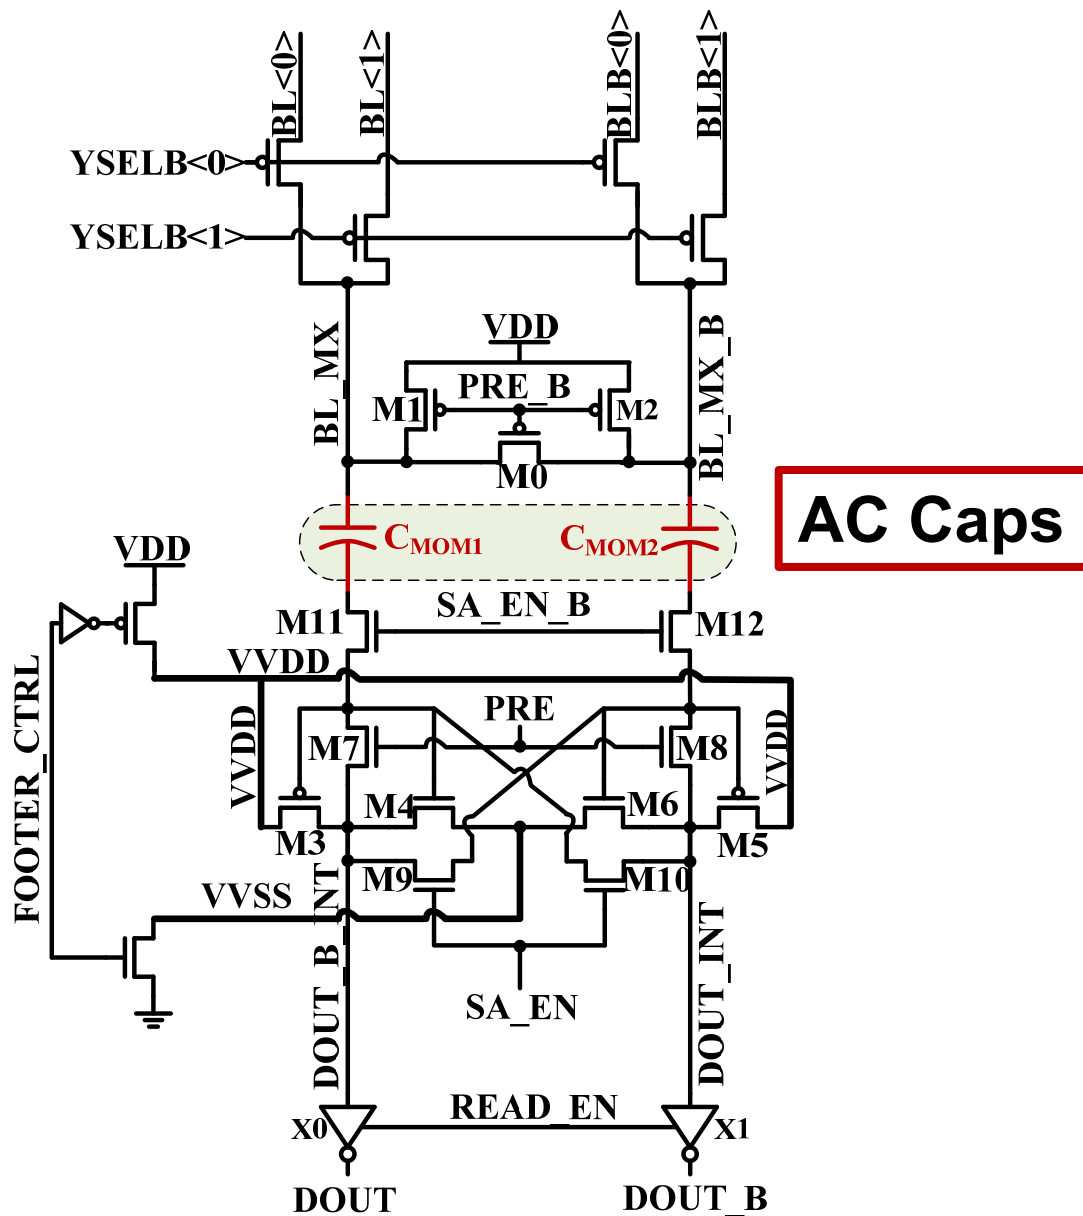 BL<0>
BL<1>
BLB<0>
BLB<1>
YSELB<0>
YSELB<1>
BL_MX
VDD
BL_MX_B
PRE_B
M1
M2
M0
AC Caps
CMOM1
CMOM2
VDD
SA_EN_B
M11
M12
FOOTER_CTRL
VVDD
VVDD
PRE
VVDD
M7
M8
M4
M6
M3
M5
M9
M10
VVSS
DOUT_B_INT
DOUT_INT
SA_EN
READ_EN
X0
X1
DOUT
DOUT_B